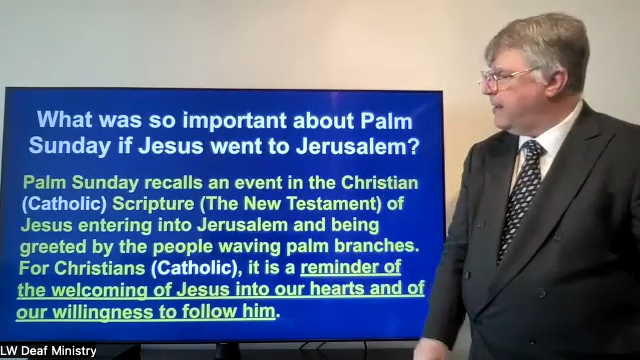 What was so important about Palm
Sunday if Jesus went to Jerusalem?
Palm Sunday recalls an event in the Christian
(Catholic) Scripture (The New Testament) of
Jesus entering into Jerusalem and being
greeted by the people waving palm branches.
For Christians (Catholic), it is a reminder of
the welcoming of Jesus into our hearts and of
our willingness to follow him.
LW Deaf Ministry